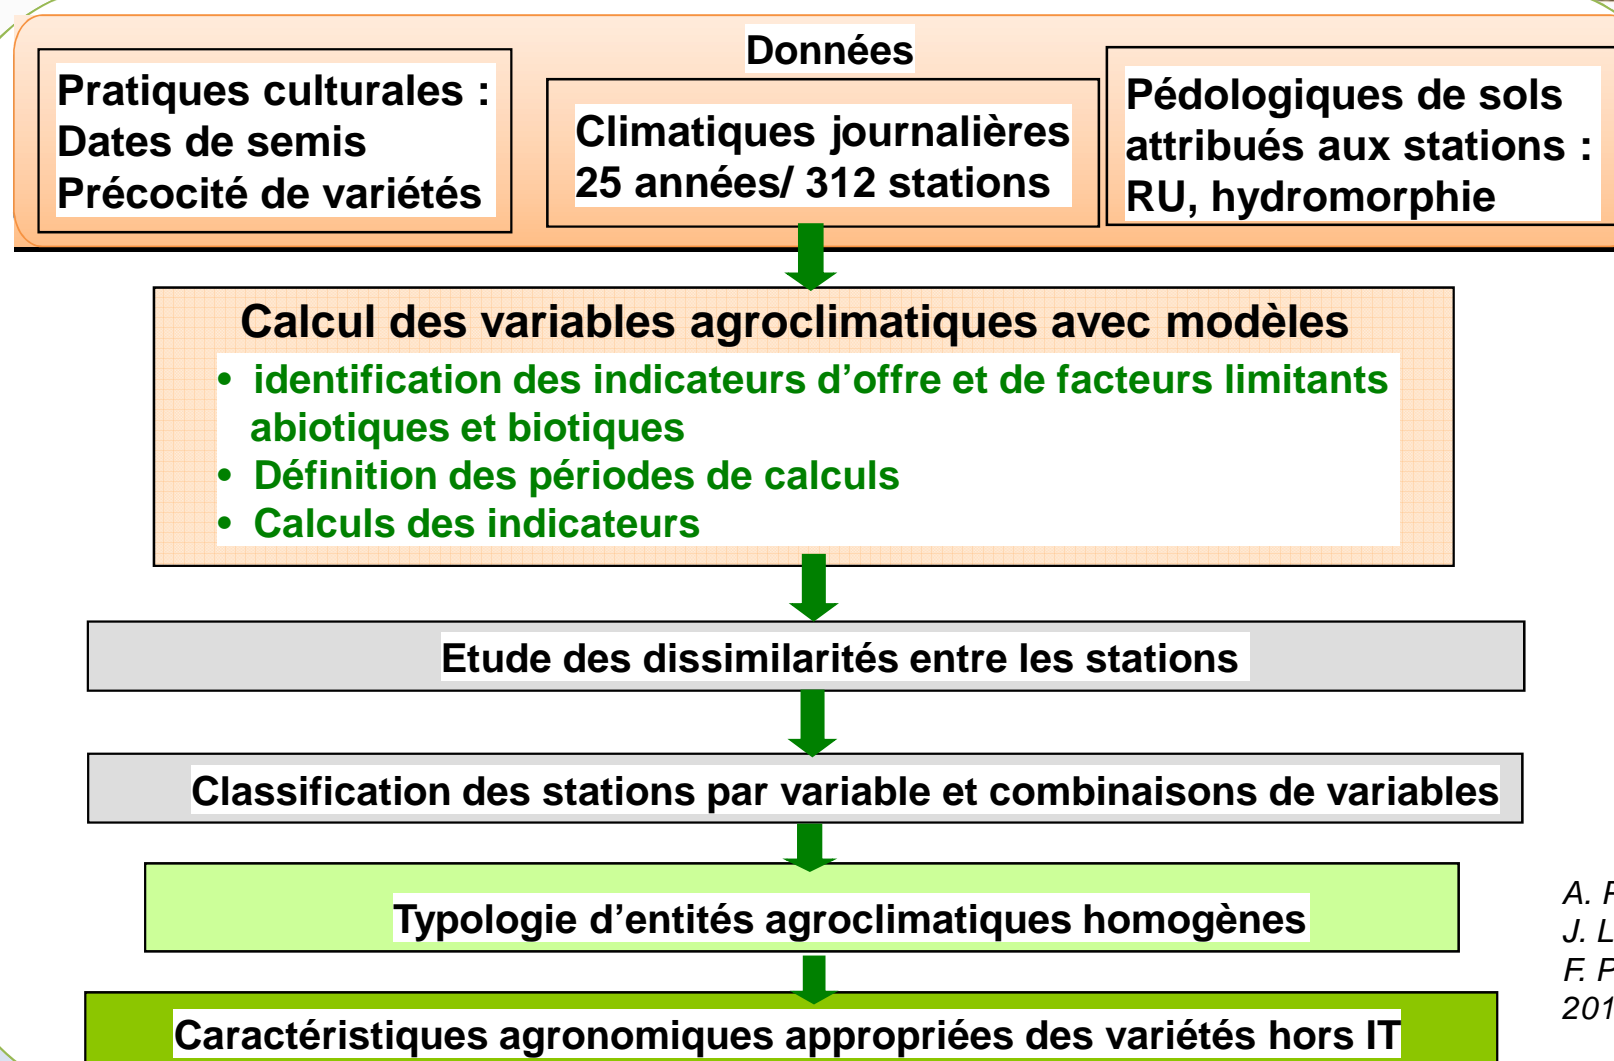 Données
Pratiques culturales :
Dates de semis
Précocité de variétés
Climatiques journalières
25 années/ 312 stations
Pédologiques de sols
attribués aux stations :
RU, hydromorphie
Calcul des variables agroclimatiques avec modèles
• identification des indicateurs d’offre et de facteurs limitants
abiotiques et biotiques
• Définition des périodes de calculs
• Calculs des indicateurs
Etude des dissimilarités entre les stations
Classification des stations par variable et combinaisons de variables
Typologie d’entités agroclimatiques homogènes
Caractéristiques agronomiques appropriées des variétés hors IT
A.
J.
F.